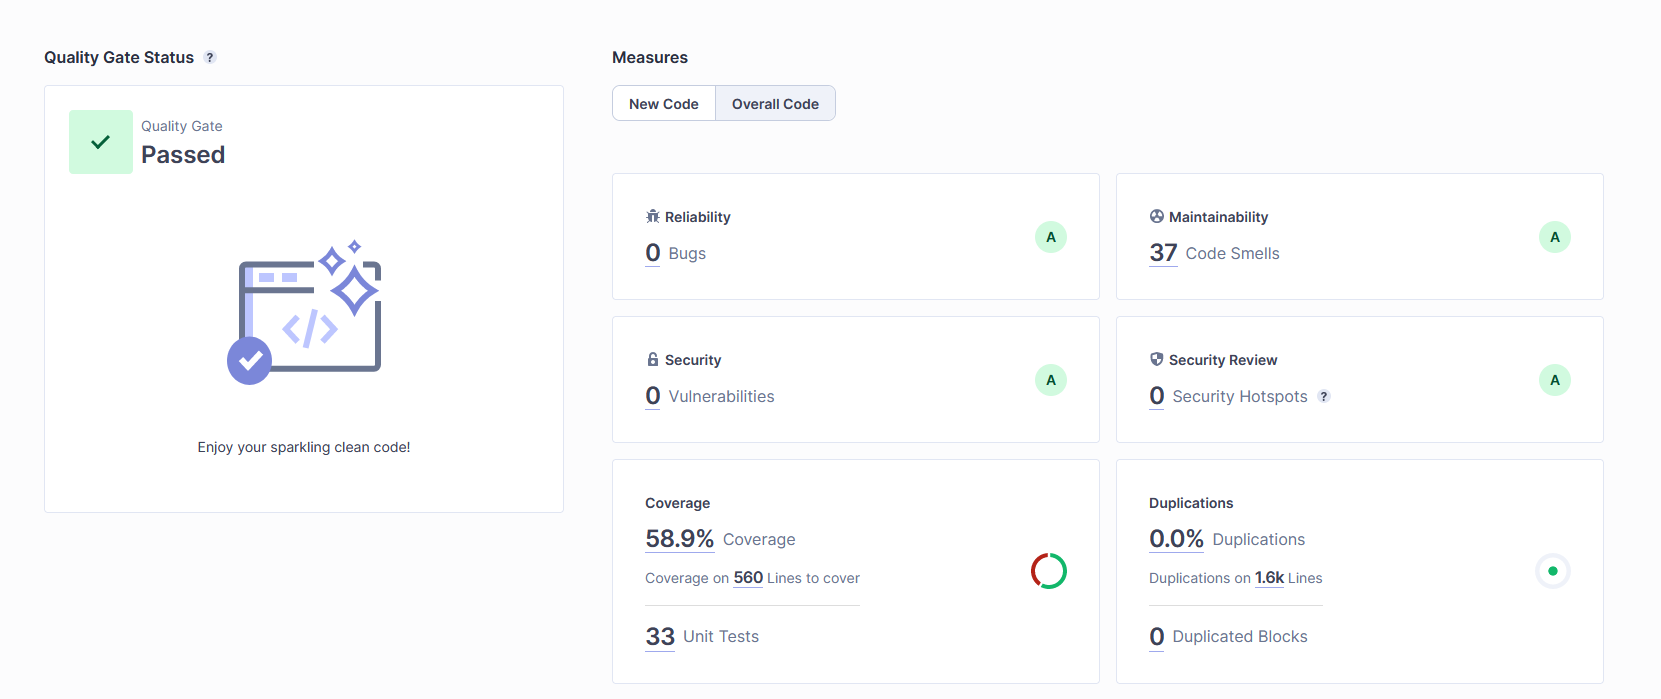 Quality Gate Status ?
Quality Gate
Passed
</>
Enjoy your sparkling clean code!
Measures
New Code Overall Code
Reliability
0 Bugs
A
Maintainability
37 Code Smells
A
Security
0 Vulnerabilities
A
Security Review
0 Security Hotspots ?
A
Coverage
58.9% Coverage
Coverage on 560 Lines to cover
33 Unit Tests
Duplications
0.0% Duplications
Duplications on 1.6k Lines
0 Duplicated Blocks